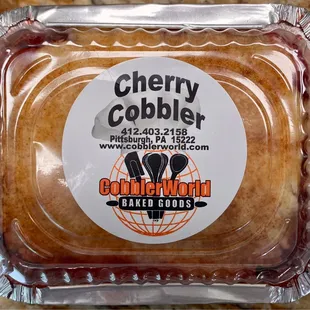 Cherry
Cobbler
412.403.2158
Pittsburgh, PA 15222
www.cobblerworld.com
CobblerWorld
BAKED GOODS